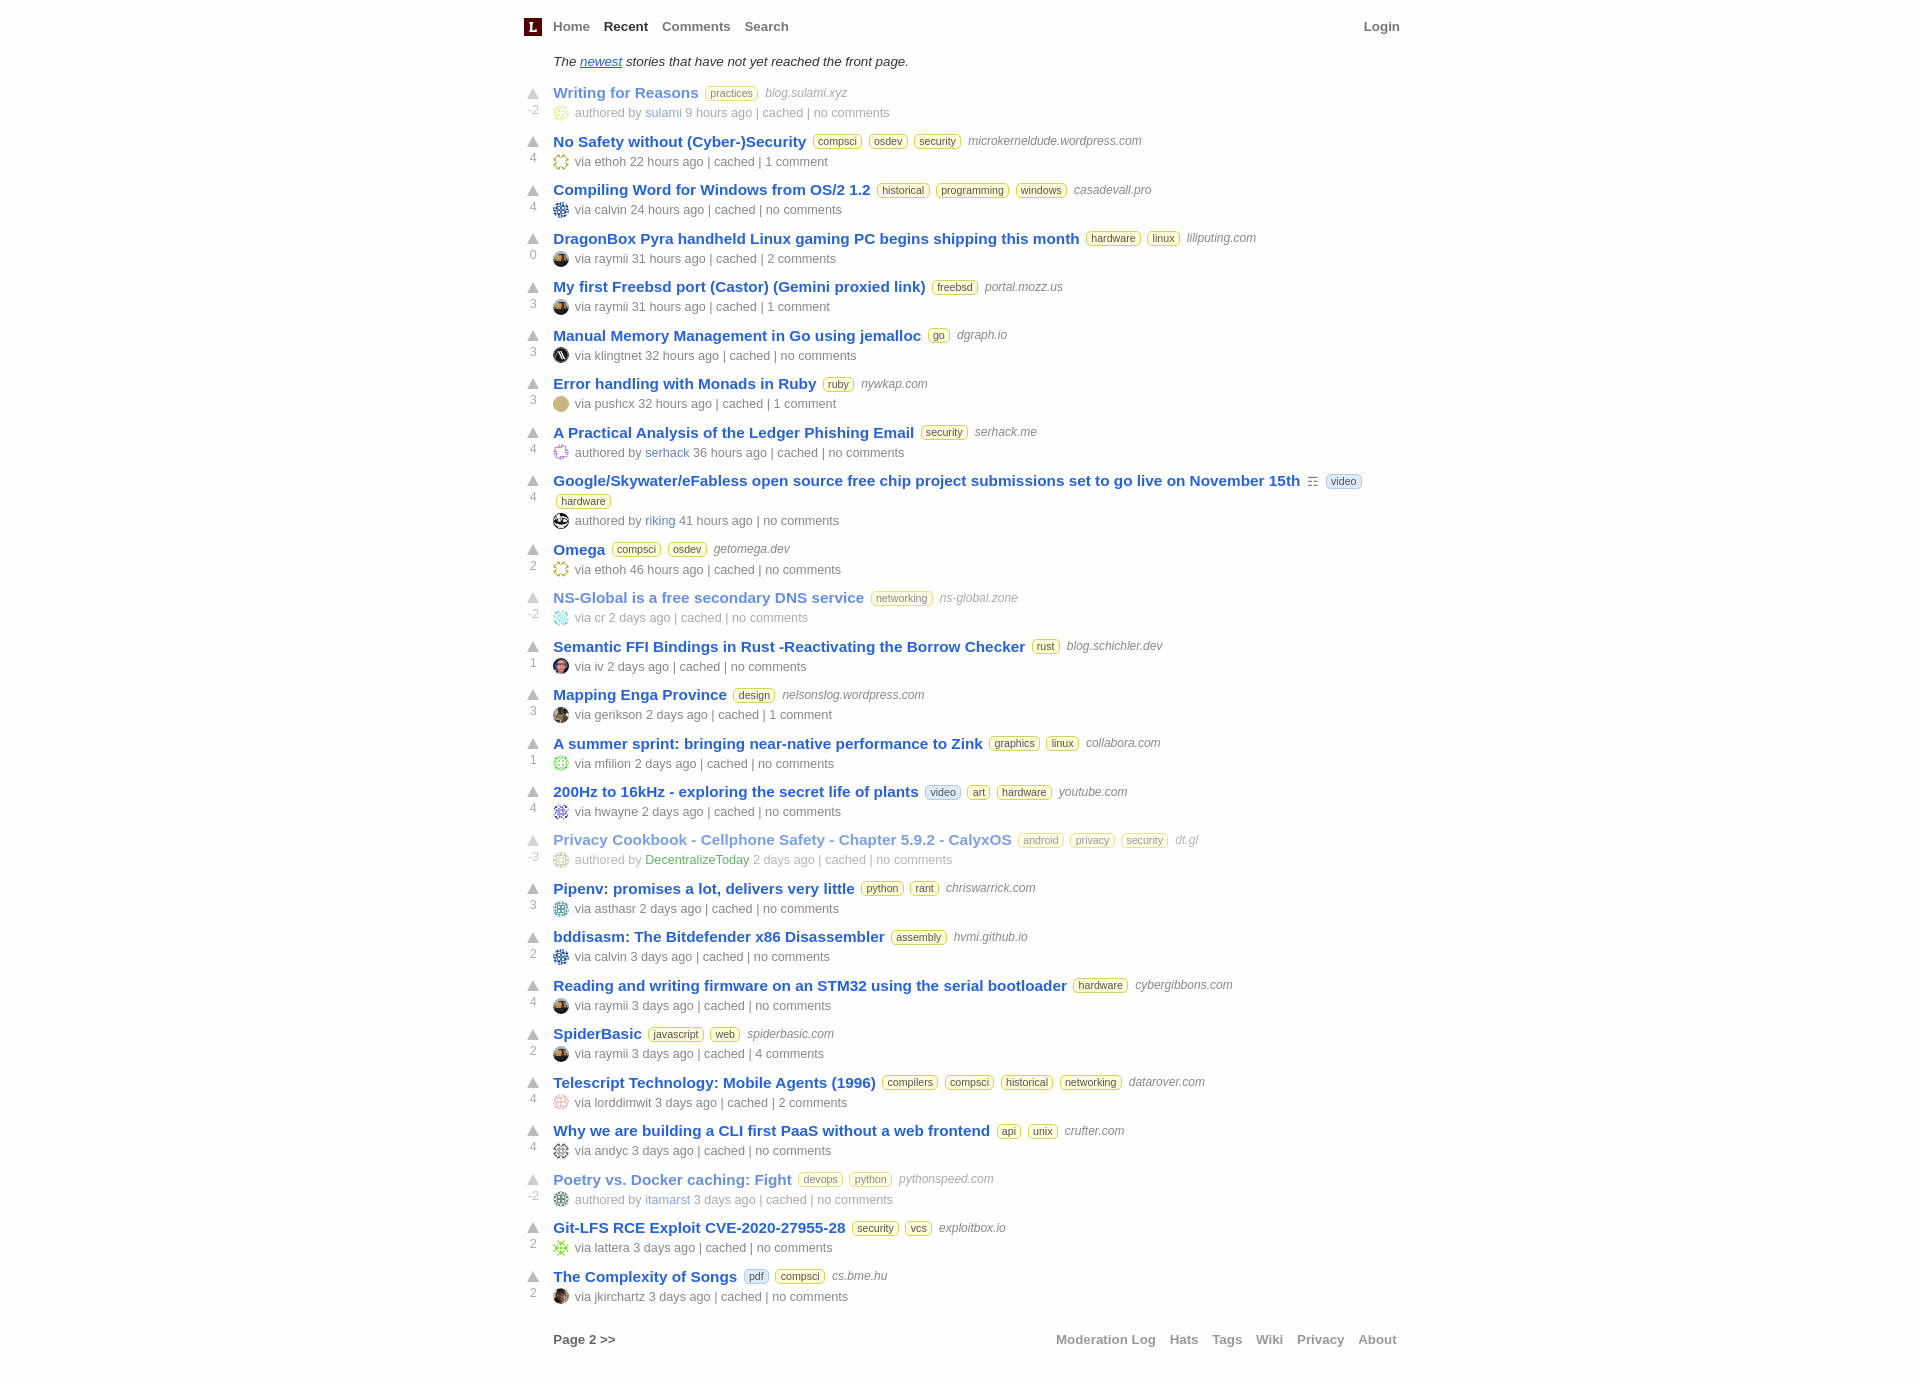 L Home Recent Comments Search Login
The newest stories that have not yet reached the front page.
Writing for Reasons practices blog.sulami.xyz
-2 authored by sulami 9 hours ago | cached | no comments
No Safety without (Cyber-)Security compsci osdev security microkerneldude.wordpress.com
4 via ethoh 22 hours ago | cached | 1 comment
Compiling Word for Windows from OS/2 1.2 historical programming windows casadevall.pro
4 via calvin 24 hours ago | cached | no comments
DragonBox Pyra handheld Linux gaming PC begins shipping this month hardware linux liliputing.com
0 via raymii 31 hours ago | cached | 2 comments
My first Freebsd port (Castor) (Gemini proxied link) freebsd portal.mozz.us
3 via raymii 31 hours ago | cached | 1 comment
Manual Memory Management in Go using jemalloc go dgraph.io
3 via klingtnet 32 hours ago | cached | no comments
Error handling with Monads in Ruby ruby nywkap.com
3 via pushcx 32 hours ago | cached | 1 comment
A Practical Analysis of the Ledger Phishing Email security serhack.me
4 authored by serhack 36 hours ago | cached | no comments
Google/Skywater/eFabless open source free chip project submissions set to go live on November 15th ☶ video
4 hardware
authored by riking 41 hours ago | no comments
Omega compsci osdev getomega.dev
2 via ethoh 46 hours ago | cached | no comments
NS-Global is a free secondary DNS service networking ns-global.zone
-2 via cr 2 days ago | cached | no comments
Semantic FFI Bindings in Rust -Reactivating the Borrow Checker rust blog.schichler.dev
1 via iv 2 days ago | cached | no comments
Mapping Enga Province design nelsonslog.wordpress.com
3 via gerikson 2 days ago | cached | 1 comment
A summer sprint: bringing near-native performance to Zink graphics linux collabora.com
1 via mfilion 2 days ago | cached | no comments
200Hz to 16kHz - exploring the secret life of plants video art hardware youtube.com
4 via hwayne 2 days ago | cached | no comments
Privacy Cookbook - Cellphone Safety - Chapter 5.9.2 - CalyxOS android privacy security dt.gl
-3 authored by DecentralizeToday 2 days ago | cached | no comments
Pipenv: promises a lot, delivers very little python rant chriswarrick.com
3 via asthasr 2 days ago | cached | no comments
bddisasm: The Bitdefender x86 Disassembler assembly hvmi.github.io
2 via calvin 3 days ago | cached | no comments
Reading and writing firmware on an STM32 using the serial bootloader hardware cybergibbons.com
4 via raymii 3 days ago | cached | no comments
SpiderBasic javascript web spiderbasic.com
2 via raymii 3 days ago | cached | 4 comments
Telescript Technology: Mobile Agents (1996) compilers compsci historical networking datarover.com
4 via lorddimwit 3 days ago | cached | 2 comments
Why we are building a CLI first PaaS without a web frontend api unix crufter.com
4 via andyc 3 days ago | cached | no comments
Poetry vs. Docker caching: Fight devops python pythonspeed.com
-2 authored by itamarst 3 days ago | cached | no comments
Git-LFS RCE Exploit CVE-2020-27955-28 security vcs exploitbox.io
2 via lattera 3 days ago | cached | no comments
The Complexity of Songs pdf compsci cs.bme.hu
2 via jkirchartz 3 days ago | cached | no comments
Page 2 >> Moderation Log Hats Tags Wiki Privacy About